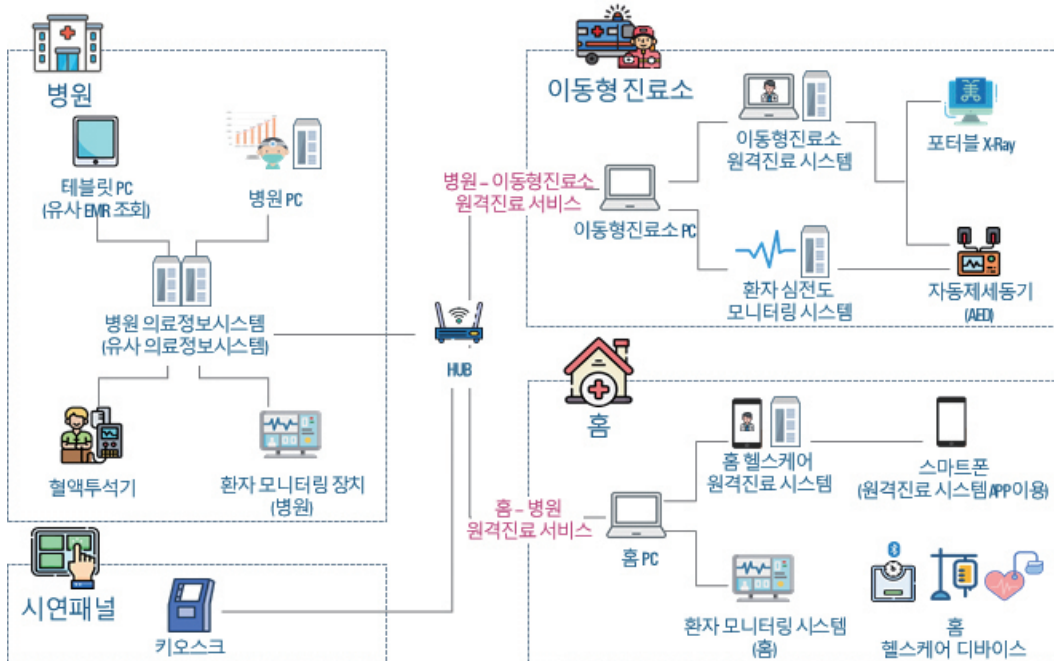 병원
테블릿 PC
(유사 EMR 조회)
병원 PC
병원 의료정보시스템
(유사 의료정보시스템)
혈액투석기
환자 모니터링 장치
(병원)
시연패널
키오스크
HUB
병원 – 이동형진료소
원격진료 서비스
홈 – 병원
원격진료 서비스
이동형 진료소
이동형진료소 PC
이동형진료소
원격진료 시스템
포터블 X-Ray
환자 심전도
모니터링 시스템
자동제세동기
(AED)
홈
홈 PC
홈 헬스케어
원격진료 시스템
스마트폰
(원격진료 시스템 APP 이용)
환자 모니터링 시스템
(홈)
홈
헬스케어 디바이스